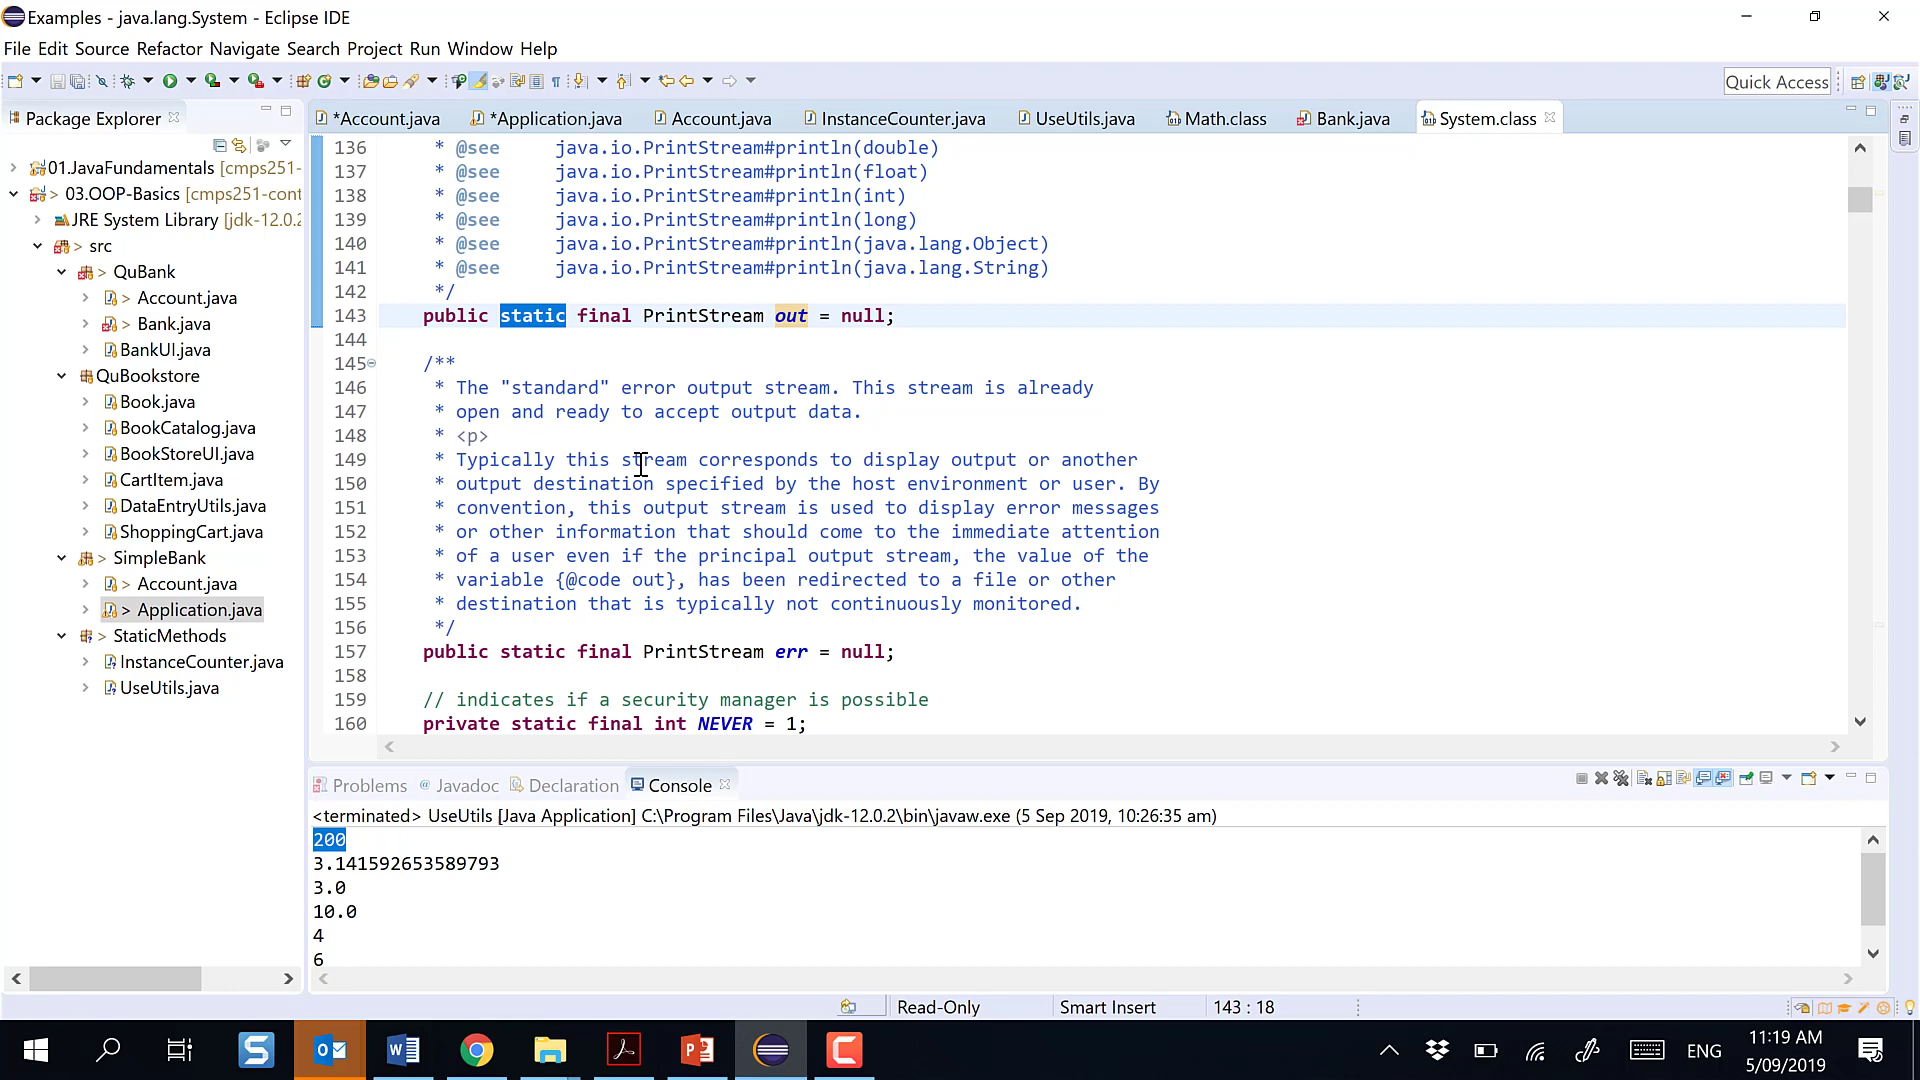 Examples - java.lang.System - Eclipse IDE
File Edit Source Refactor Navigate Search Project Run Window Help
Quick Access
Package Explorer
*Account.java
*Application.java
Account.java
InstanceCounter.java
UseUtils.java
Math.class
Bank.java
System.class
01.JavaFundamentals [cmps251-
> 03.OOP-Basics [cmps251-cont
JRE System Library [jdk-12.0.2
> src
> QuBank
> Account.java
> Bank.java
BankUI.java
QuBookstore
Book.java
BookCatalog.java
BookStoreUI.java
CartItem.java
DataEntryUtils.java
ShoppingCart.java
> SimpleBank
> Account.java
> Application.java
> StaticMethods
InstanceCounter.java
UseUtils.java
136 * @see java.io.PrintStream#println(double)
137 * @see java.io.PrintStream#println(float)
138 * @see java.io.PrintStream#println(int)
139 * @see java.io.PrintStream#println(long)
140 * @see java.io.PrintStream#println(java.lang.Object)
141 * @see java.io.PrintStream#println(java.lang.String)
142 */
143 public static final PrintStream out = null;
144
145 /**
146 * The "standard" error output stream. This stream is already
147 * open and ready to accept output data.
148 * <p>
149 * Typically this stream corresponds to display output or another
150 * output destination specified by the host environment or user. By
151 * convention, this output stream is used to display error messages
152 * or other information that should come to the immediate attention
153 * of a user even if the principal output stream, the value of the
154 * variable {@code out}, has been redirected to a file or other
155 * destination that is typically not continuously monitored.
156 */
157 public static final PrintStream err = null;
158
159 // indicates if a security manager is possible
160 private static final int NEVER = 1;
Problems
Javadoc
Declaration
Console
<terminated> UseUtils [Java Application] C:\Program Files\Java\jdk-12.0.2\bin\javaw.exe (5 Sep 2019, 10:26:35 am)
200
3.141592653589793
3.0
10.0
4
6
Read-Only
Smart Insert
143 : 18
ENG
11:19 AM
5/09/2019